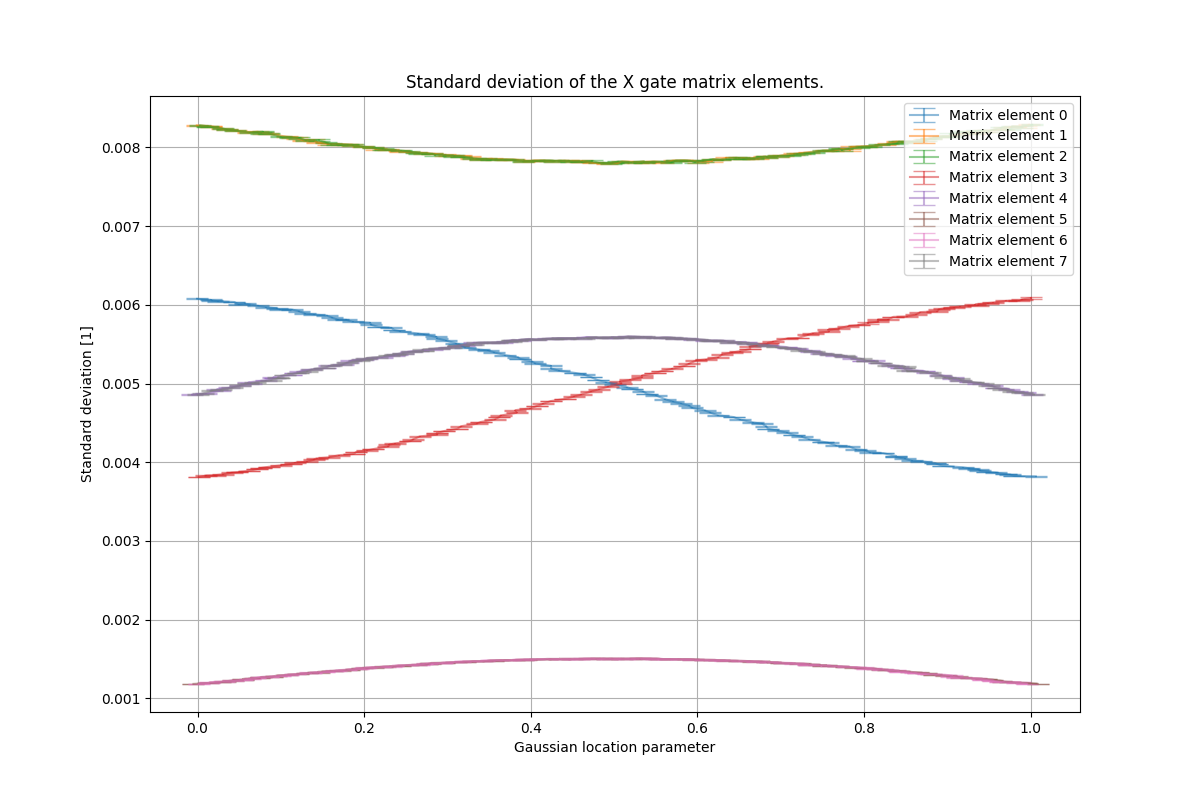 Standard deviation of the X gate matrix elements.
Matrix element 0
Matrix element 1
Matrix element 2
Matrix element 3
Matrix element 4
Matrix element 5
Matrix element 6
Matrix element 7
0.008
0.007
0.006
0.005
0.004
0.003
0.002
0.001
Standard deviation [1]
0.0 0.2 0.4 0.6 0.8 1.0
Gaussian location parameter